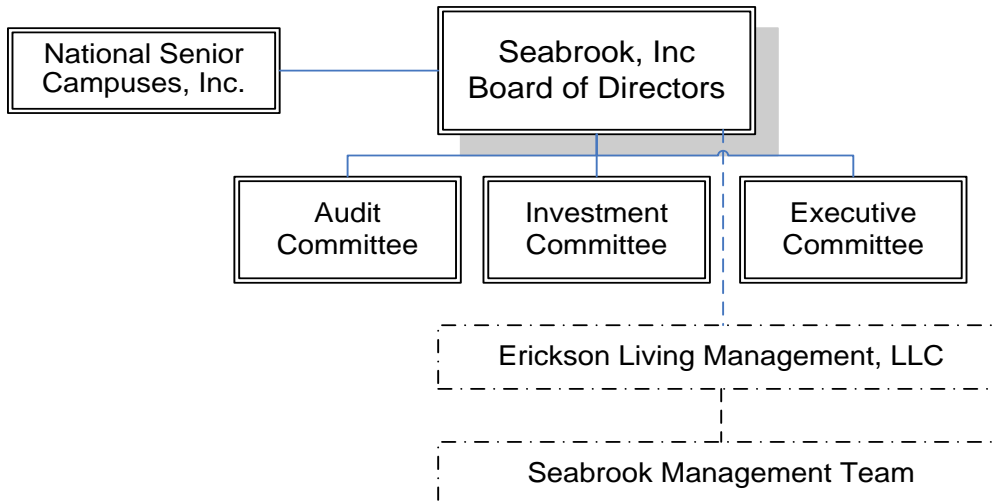 National Senior
Campuses, Inc.
Seabrook, Inc
Board of Directors
Audit
Committee
Investment
Committee
Executive
Committee
Erickson Living Management, LLC
Seabrook Management Team